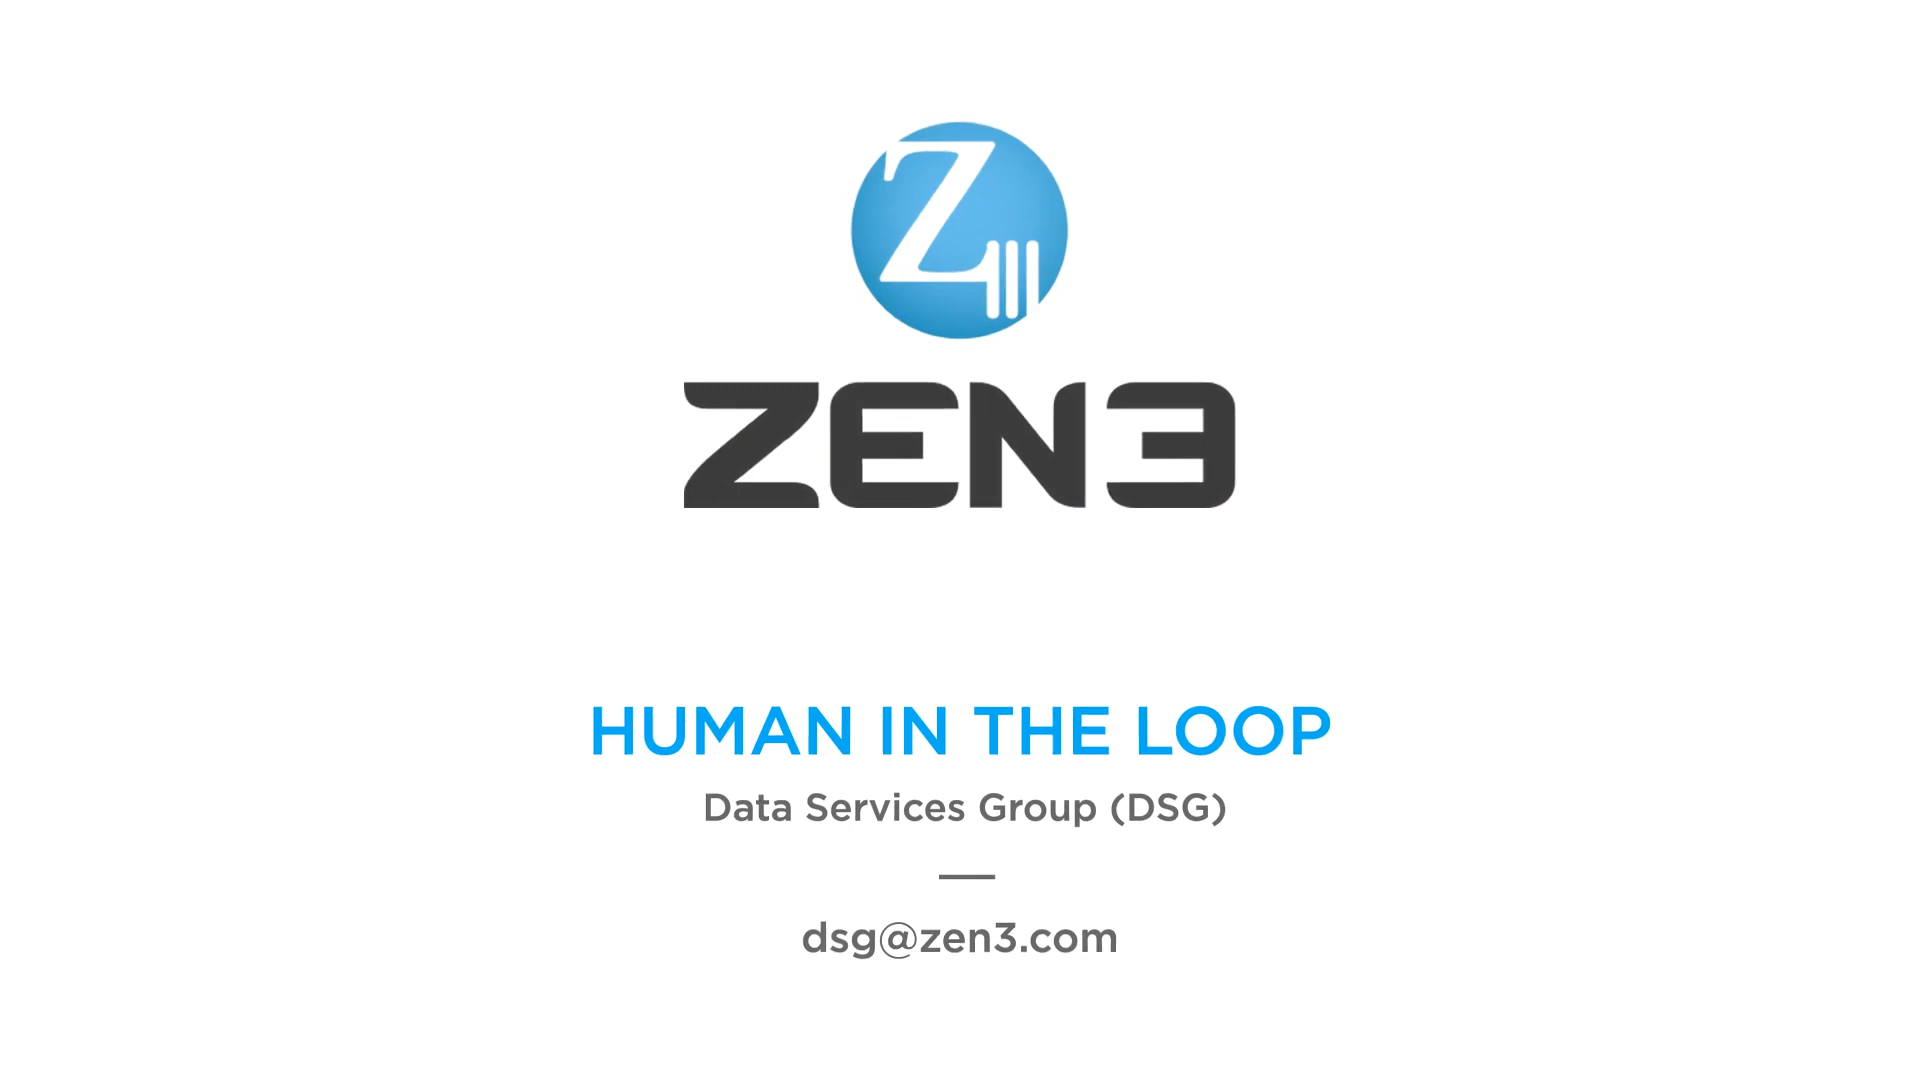 Z
ZEN3
HUMAN IN THE LOOP
Data Services Group (DSG)
dsg@zen3.com